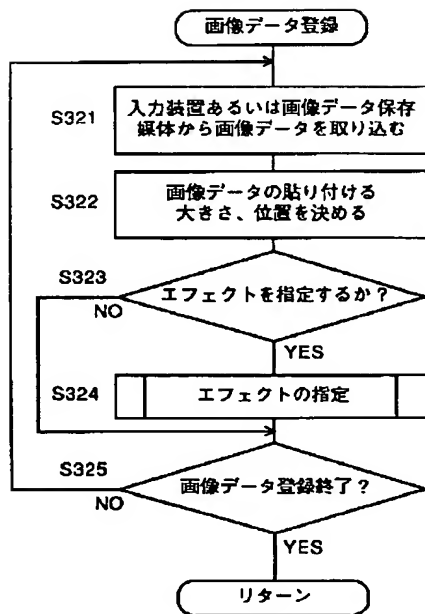 画像データ登録
S321
入力装置あるいは画像データ保存
媒体から画像データを取り込む
S322
画像データの貼り付ける
大きさ、位置を決める
S323
エフェクトを指定するか?
NO
YES
S324
エフェクトの指定
S325
画像データ登録終了?
NO
YES
リターン